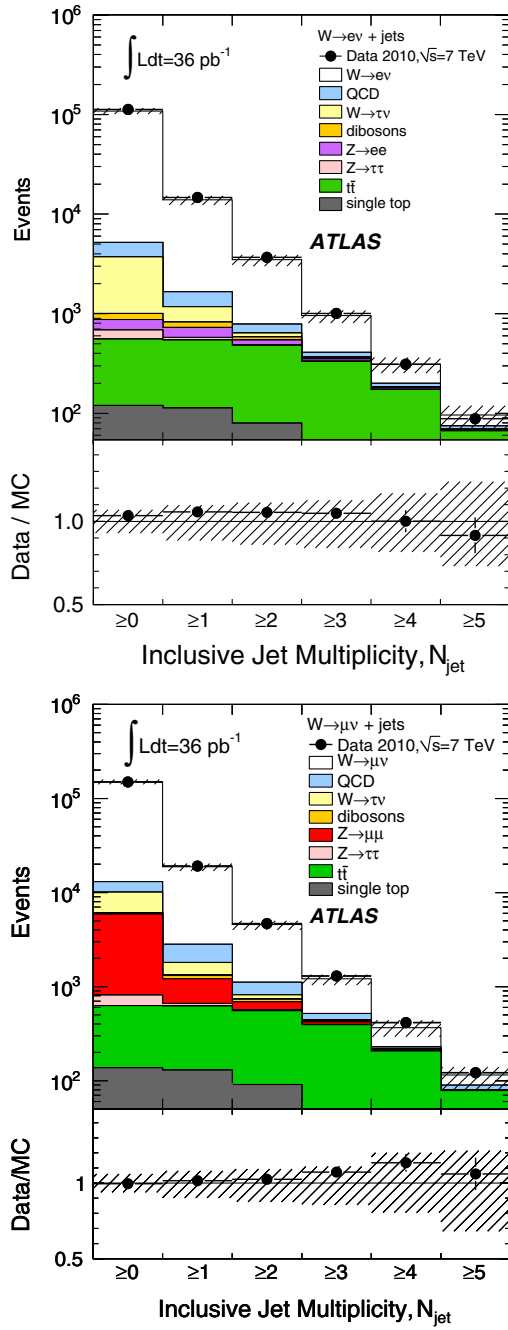 10⁶
W→eν + jets
∫Ldt=36 pb⁻¹
Data 2010,√s=7 TeV
W→eν
10⁵
QCD
W→τν
dibosons
Z→ee
Z→ττ
10⁴
tt̄
single top
Events
ATLAS
10³
10²
Data / MC
1.0
0.5
≥0 ≥1 ≥2 ≥3 ≥4 ≥5
Inclusive Jet Multiplicity, N_jet
10⁶
W→μν + jets
∫Ldt=36 pb⁻¹
Data 2010,√s=7 TeV
W→μν
10⁵
QCD
W→τν
dibosons
Z→μμ
Z→ττ
10⁴
tt̄
single top
Events
ATLAS
10³
10²
Data/MC
1
0.5
≥0 ≥1 ≥2 ≥3 ≥4 ≥5
Inclusive Jet Multiplicity, N_jet